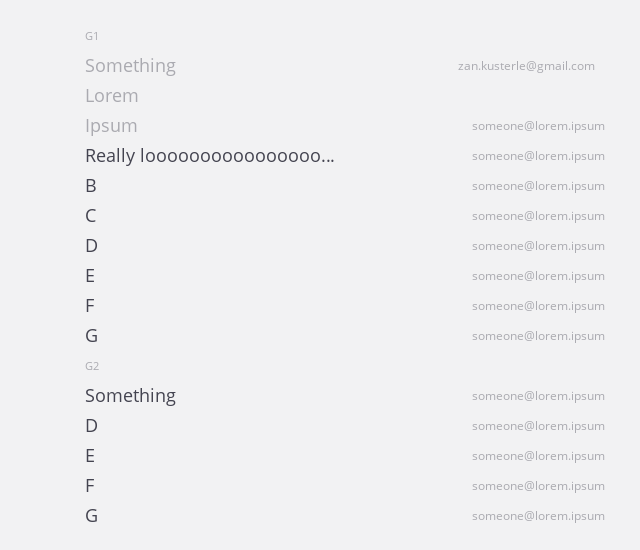 G1
Something zan.kusterle@gmail.com
Lorem
Ipsum someone@lorem.ipsum
Really looooooooooooooooo... someone@lorem.ipsum
B someone@lorem.ipsum
C someone@lorem.ipsum
D someone@lorem.ipsum
E someone@lorem.ipsum
F someone@lorem.ipsum
G someone@lorem.ipsum
G2
Something someone@lorem.ipsum
D someone@lorem.ipsum
E someone@lorem.ipsum
F someone@lorem.ipsum
G someone@lorem.ipsum